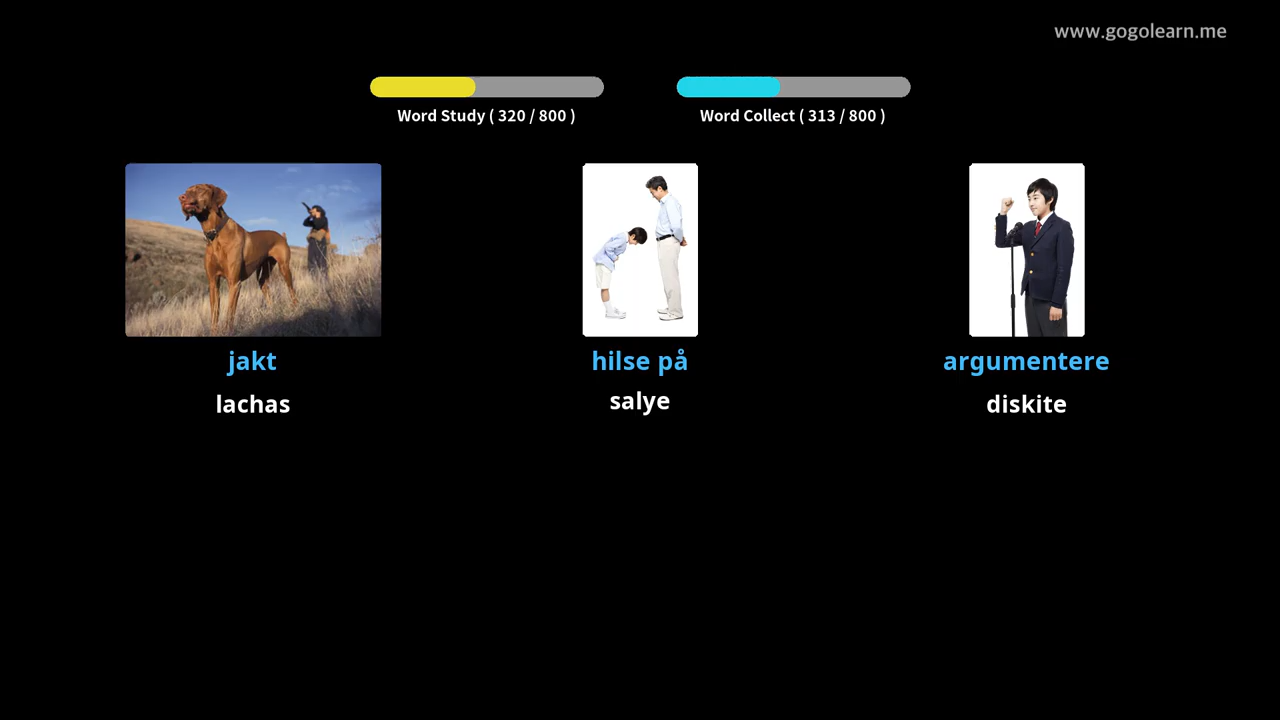 www.gogolearn.me
Word Study ( 320 / 800 )
Word Collect ( 313 / 800 )
jakt
hilse på
argumentere
lachas
salye
diskite